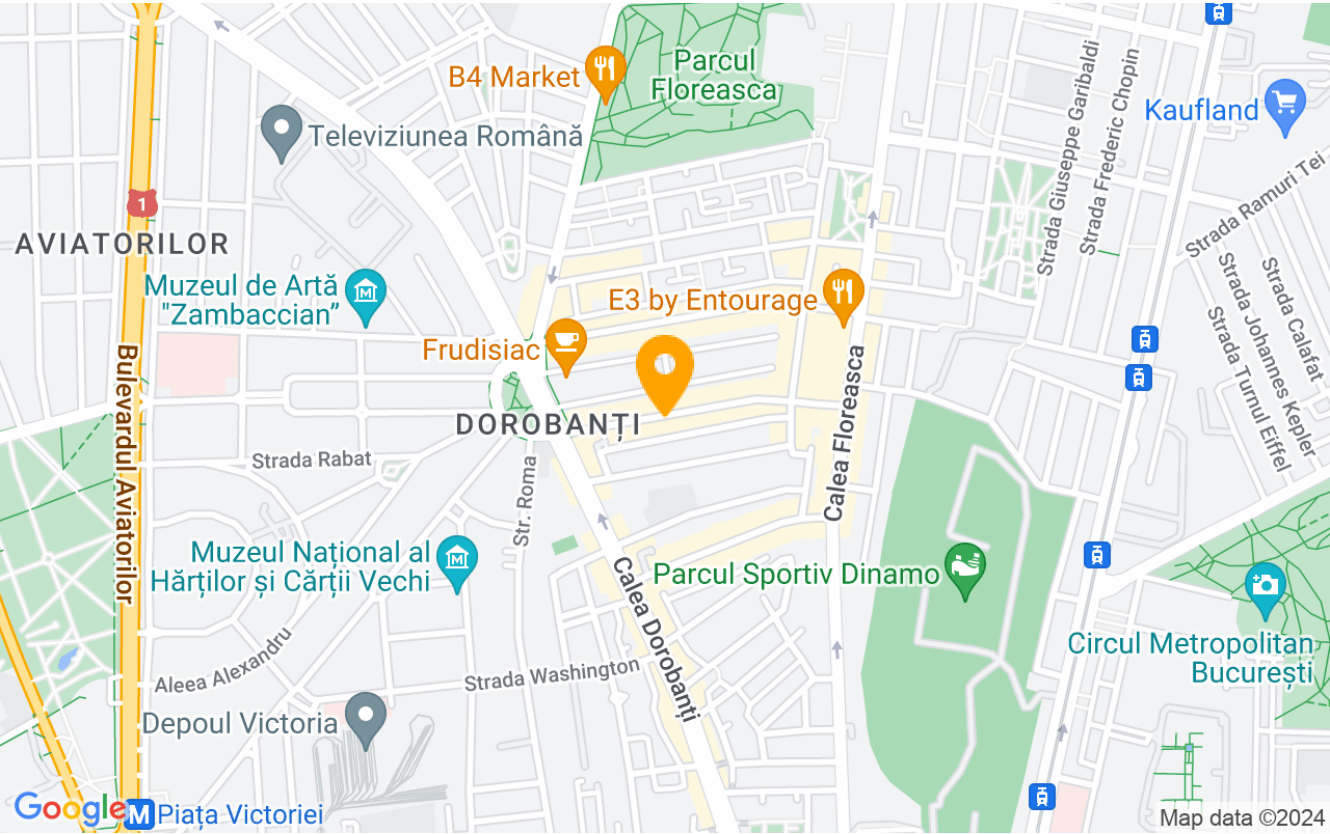 Parcul
Floreasca
B4 Market
Kaufland
Televiziunea Română
Strada Giuseppe Garibaldi
Strada Frederic Chopin
Strada Ramuri Tei
1
AVIATORILOR
Muzeul de Artă
"Zambaccian”
E3 by Entourage
Strada Calafat
Strada Johannes Kepler
Strada Turnul Eiffel
Frudisiac
Bulevardul Aviatorilor
DOROBANȚI
Calea Floreasca
Strada Rabat
Str. Roma
Muzeul Național al
Hărților și Cărții Vechi
Parcul Sportiv Dinamo
Calea Dorobanți
Circul Metropolitan
București
Aleea Alexandru
Strada Washington
Depoul Victoria
Google
M Piața Victoriei
Map data ©2024